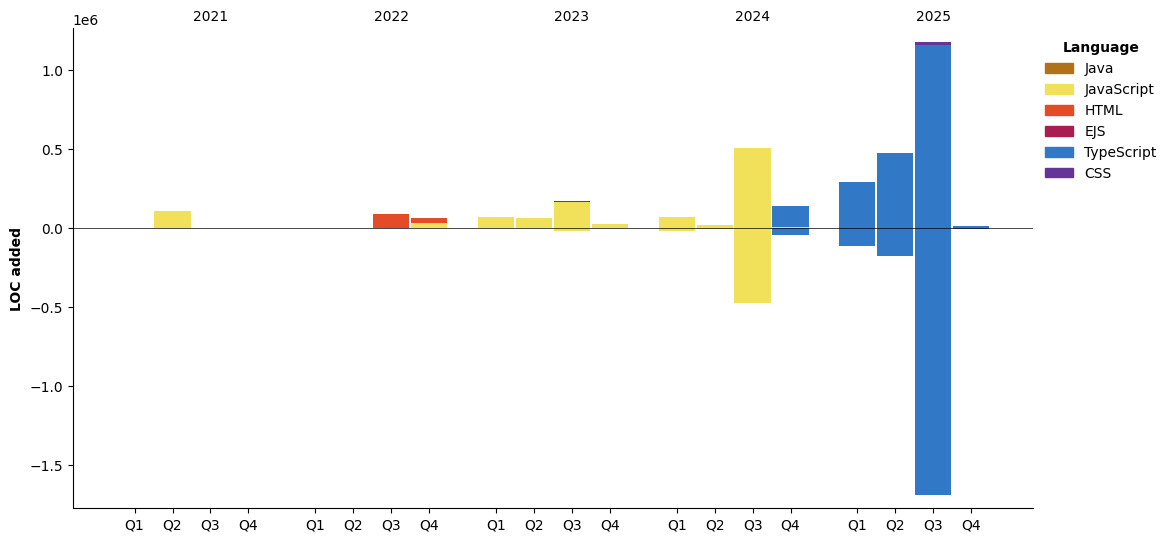 1e6
2021 2022 2023 2024 2025
Language
Java
JavaScript
HTML
EJS
TypeScript
CSS
LOC added
1.0
0.5
0.0
−0.5
−1.0
−1.5
Q1 Q2 Q3 Q4 Q1 Q2 Q3 Q4 Q1 Q2 Q3 Q4 Q1 Q2 Q3 Q4 Q1 Q2 Q3 Q4